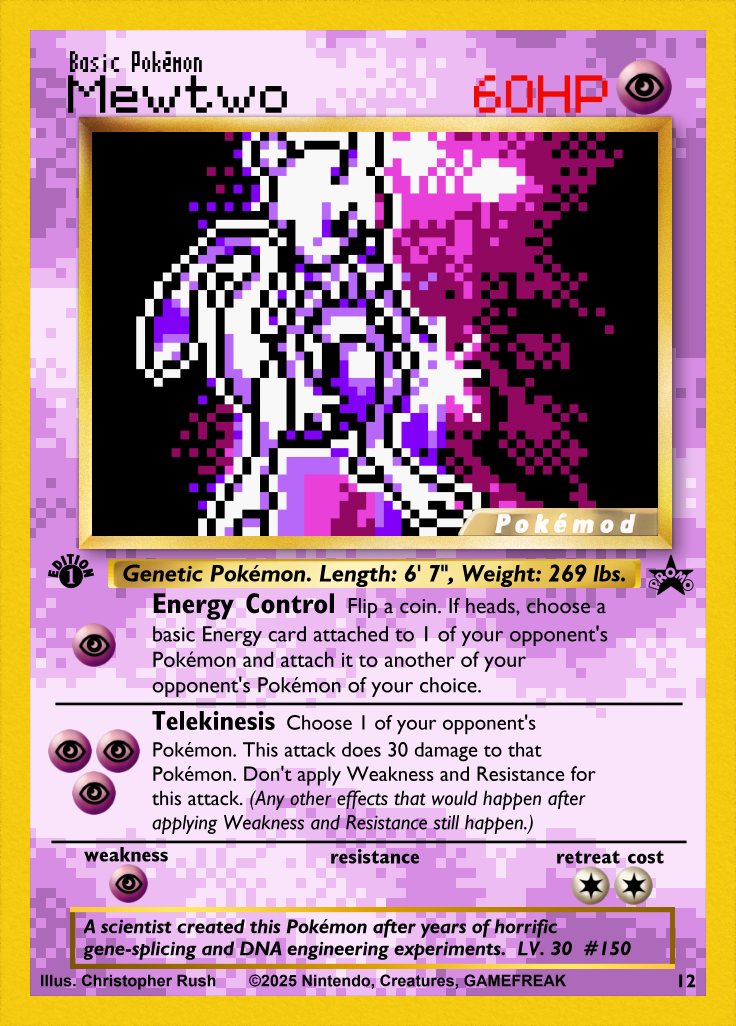 Basic Pokémon
Mewtwo 60HP
Pokémod
EDITION 1
Genetic Pokémon. Length: 6' 7", Weight: 269 lbs.
PROMO
Energy Control Flip a coin. If heads, choose a
basic Energy card attached to 1 of your opponent's
Pokémon and attach it to another of your
opponent's Pokémon of your choice.
Telekinesis Choose 1 of your opponent's
Pokémon. This attack does 30 damage to that
Pokémon. Don't apply Weakness and Resistance for
this attack. (Any other effects that would happen after
applying Weakness and Resistance still happen.)
weakness resistance retreat cost
A scientist created this Pokémon after years of horrific
gene-splicing and DNA engineering experiments. LV. 30 #150
Illus. Christopher Rush ©2025 Nintendo, Creatures, GAMEFREAK 12